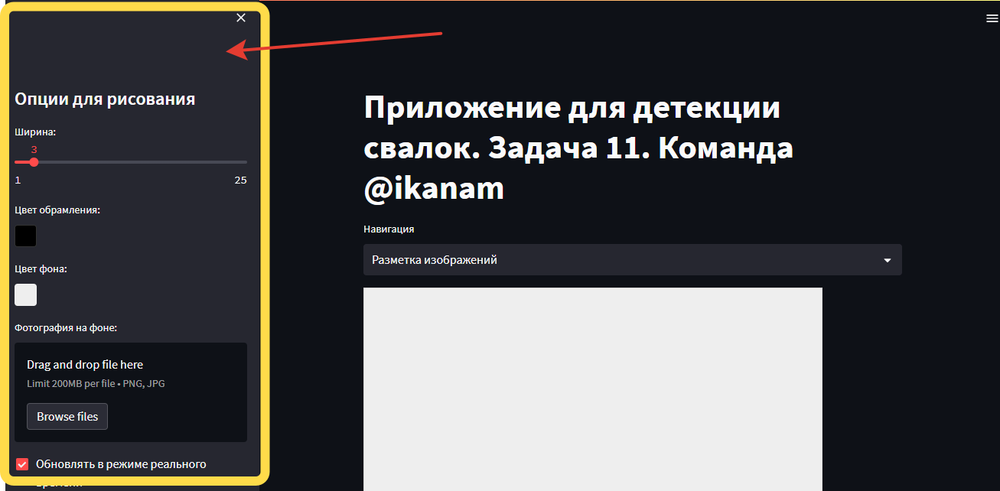 Опции для рисования
Ширина:
3
1
25
Цвет обрамления:
Цвет фона:
Фотография на фоне:
Drag and drop file here
Limit 200MB per file • PNG, JPG
Browse files
Обновлять в режиме реального
времени
Приложение для детекции
свалок. Задача 11. Команда
@ikanam
Навигация
Разметка изображений